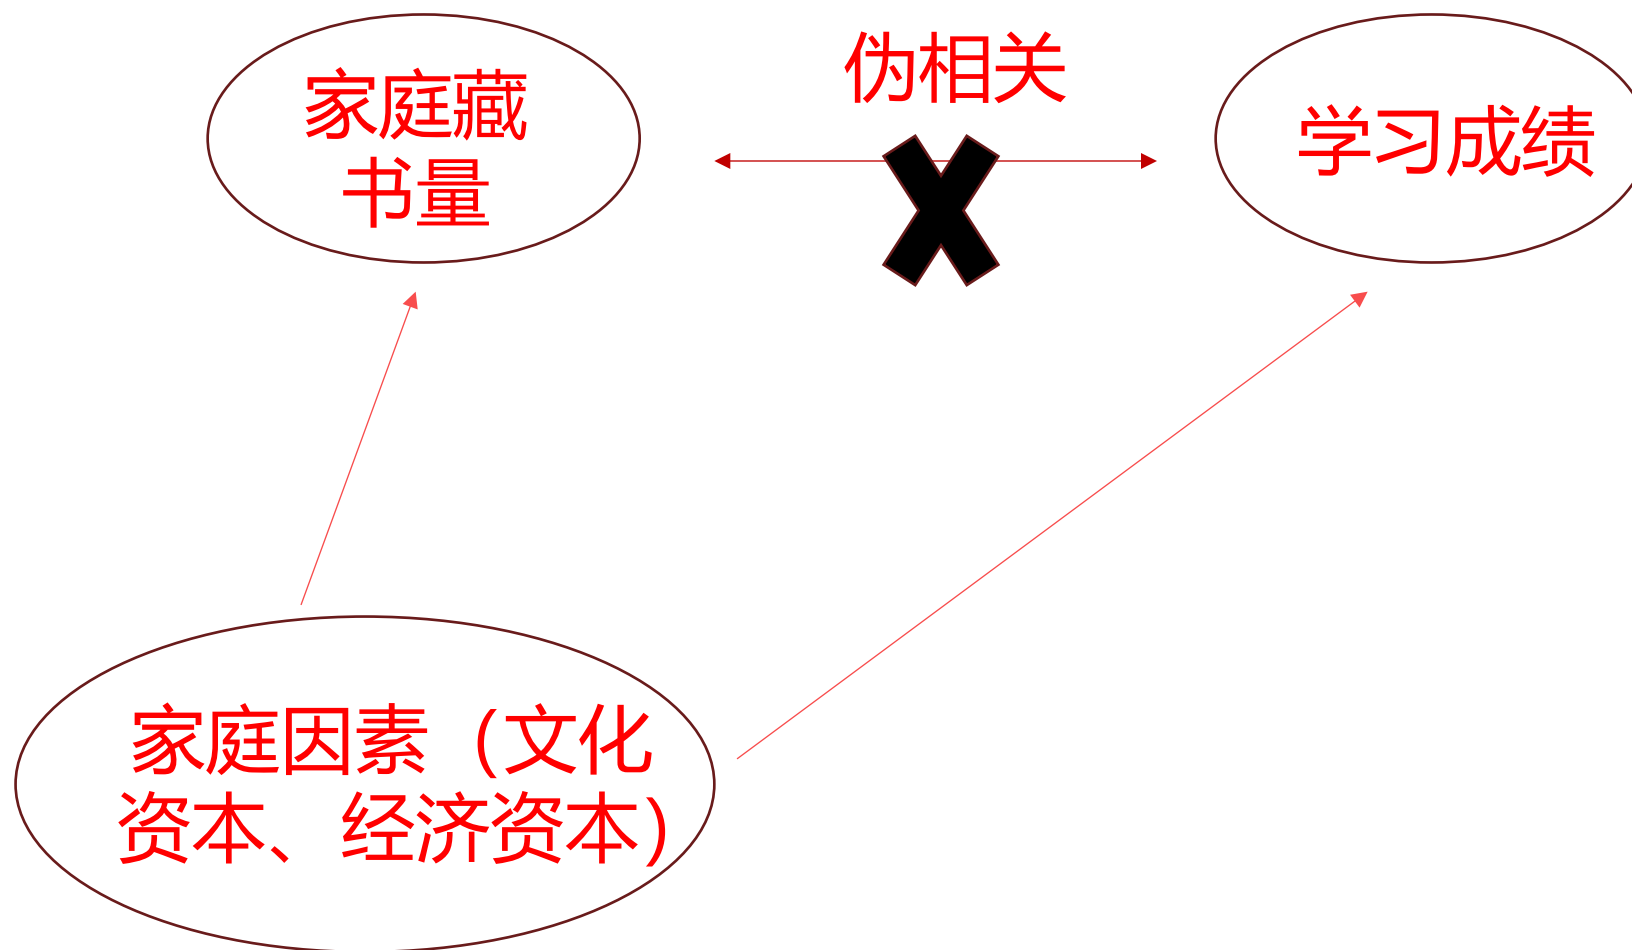 伪相关
家庭藏
书量
学习成绩
家庭因素（文化
资本、经济资本）